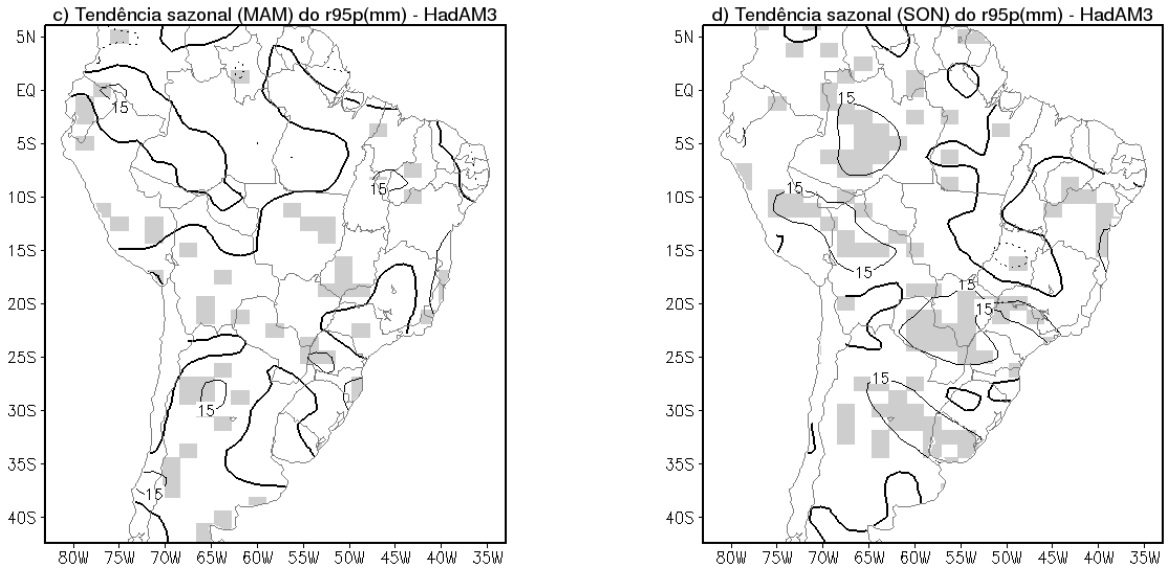 c) Tendência sazonal (MAM) do r95p(mm) - HadAM3
5N
EQ
5S
10S
15S
20S
25S
30S
35S
40S
80W 75W 70W 65W 60W 55W 50W 45W 40W 35W
15
15
15
15
d) Tendência sazonal (SON) do r95p(mm) - HadAM3
5N
EQ
5S
10S
15S
20S
25S
30S
35S
40S
80W 75W 70W 65W 60W 55W 50W 45W 40W 35W
15
15
15
15
15
15